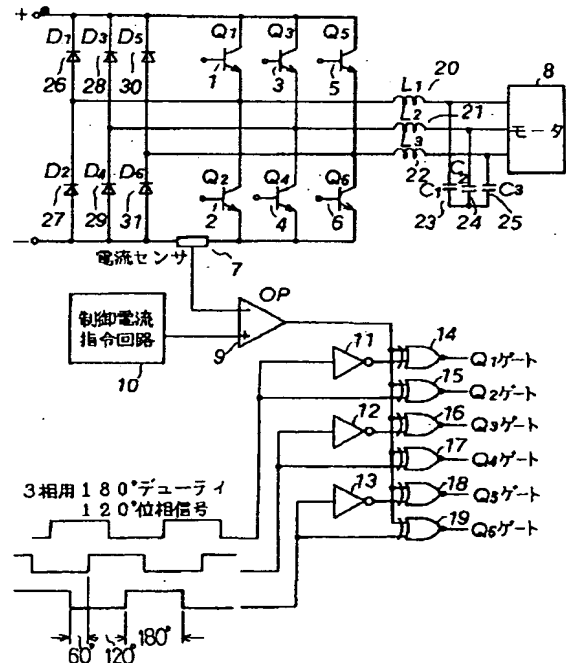 +
D1 D3 D5
26 28 30
Q1 Q3 Q5
1 3 5
L1 20
L2 21
L3
22
8
モータ
D2 D4 D6
27 29 31
Q2 Q4 Q6
2 4 6
C1 C2 C3
23 24 25
−
電流センサ 7
制御電流
指令回路
10
OP
9
11 14 Q1ゲート
15 Q2ゲート
12 16 Q3ゲート
17 Q4ゲート
13 18 Q5ゲート
19 Q6ゲート
3相用180°デューティ
120°位相信号
60° 120° 180°